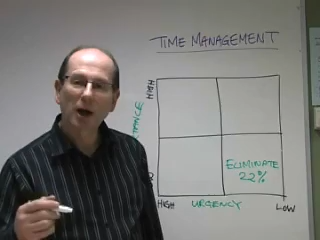 TIME MANAGEMENT
HIGH
ELIMINATE
22%
HIGH
URGENCY
LOW